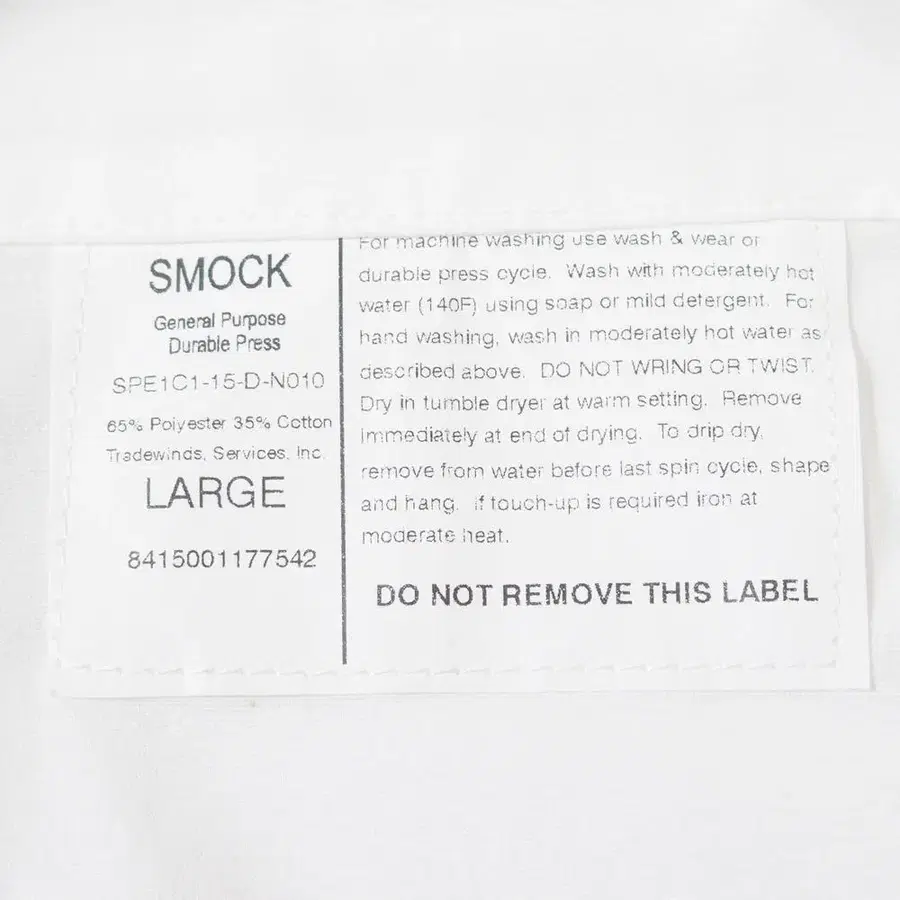 SMOCK
General Purpose
Durable Press
SPE1C1-15-D-N010
65% Polyester 35% Cotton
Tradewinds, Services, Inc.
LARGE
8415001177542
For machine washing use wash & wear or
durable press cycle. Wash with moderately hot
water (140F) using soap or mild detergent. For
hand washing, wash in moderately hot water as
described above. DO NOT WRING OR TWIST.
Dry in tumble dryer at warm setting. Remove
immediately at end of drying. To drip dry,
remove from water before last spin cycle, shape
and hang. If touch-up is required iron at
moderate heat.
DO NOT REMOVE THIS LABEL